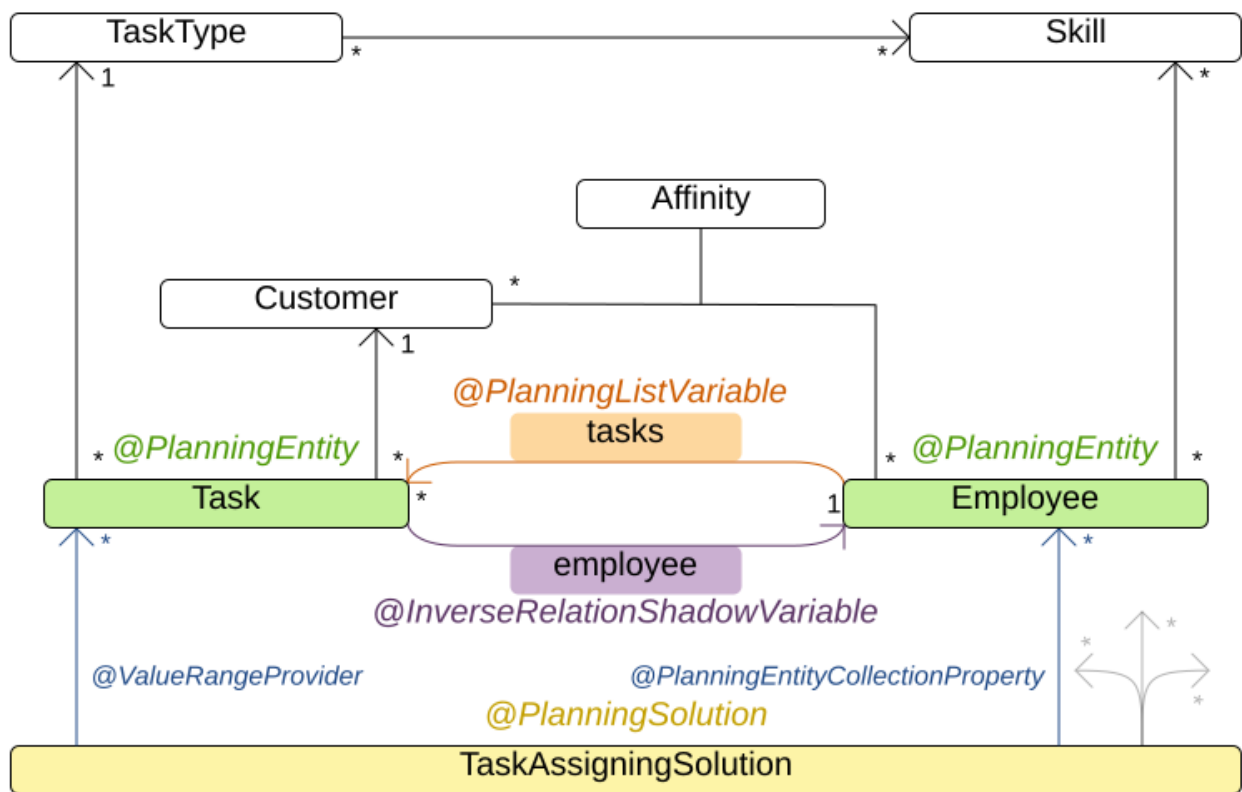 TaskType
Skill
*
*
1
*
Affinity
*
Customer
1
@PlanningListVariable
tasks
@PlanningEntity
@PlanningEntity
*
*
*
*
Task
*
1
Employee
*
employee
*
@InverseRelationShadowVariable
*
*
*
@ValueRangeProvider
@PlanningEntityCollectionProperty
@PlanningSolution
TaskAssigningSolution